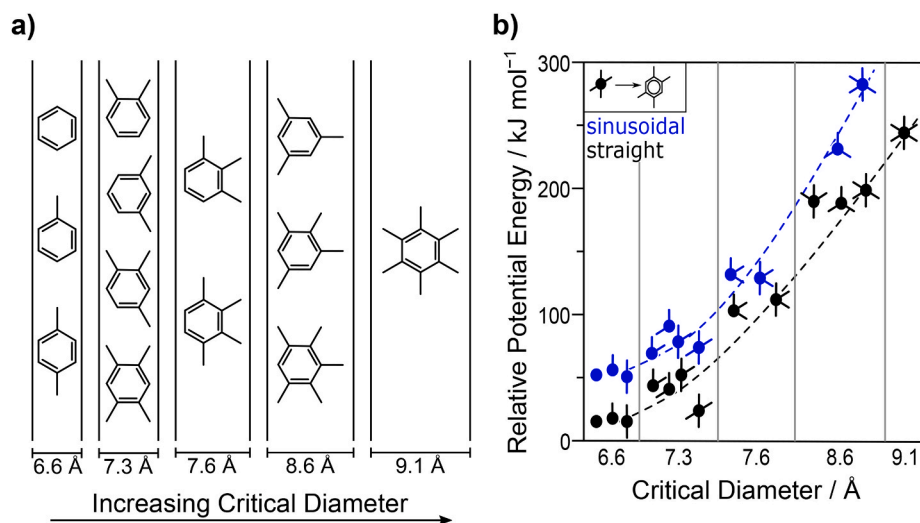 a)
6.6 Å
7.3 Å
7.6 Å
8.6 Å
9.1 Å
Increasing Critical Diameter
b)
Relative Potential Energy / kJ mol⁻¹
300
200
100
0
sinusoidal
straight
6.6
7.3
7.6
8.6
9.1
Critical Diameter / Å